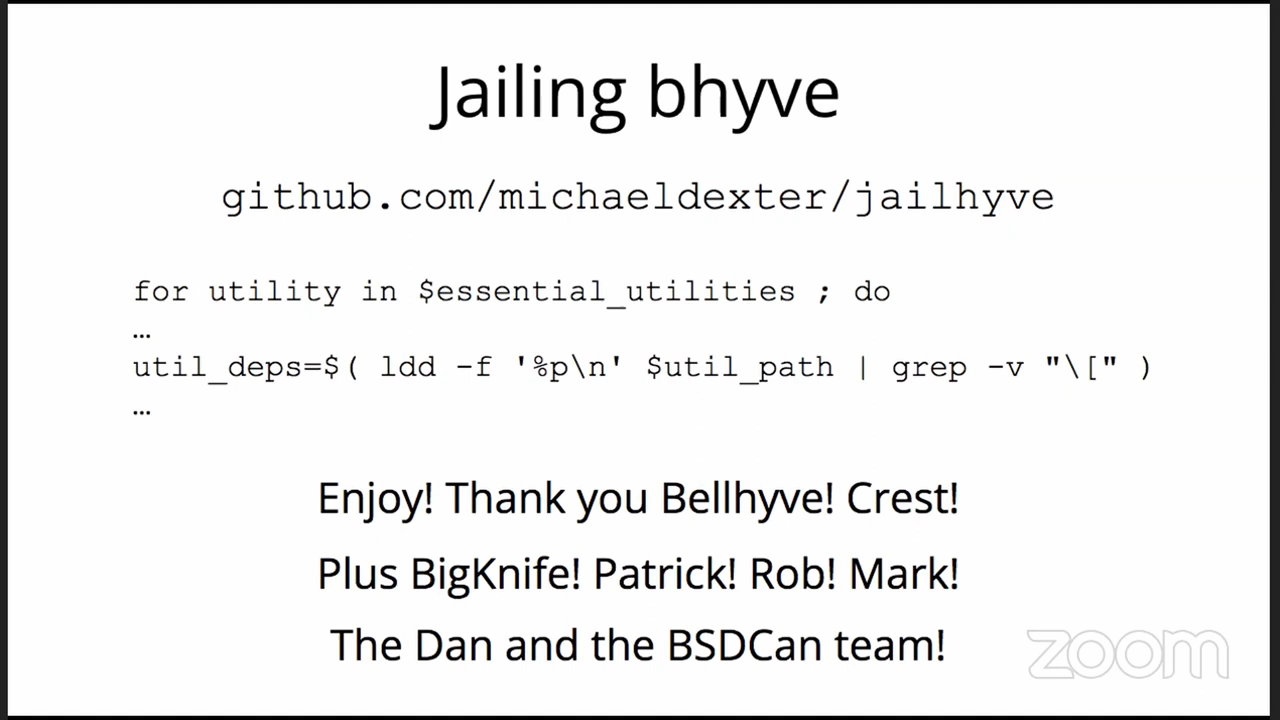 Jailing bhyve
github.com/michaeldexter/jailhyve
for utility in $essential_utilities ; do
…
util_deps=$( ldd -f '%p\n' $util_path | grep -v "\[" )
…
Enjoy! Thank you Bellhyve! Crest!
Plus BigKnife! Patrick! Rob! Mark!
The Dan and the BSDCan team!
zoom